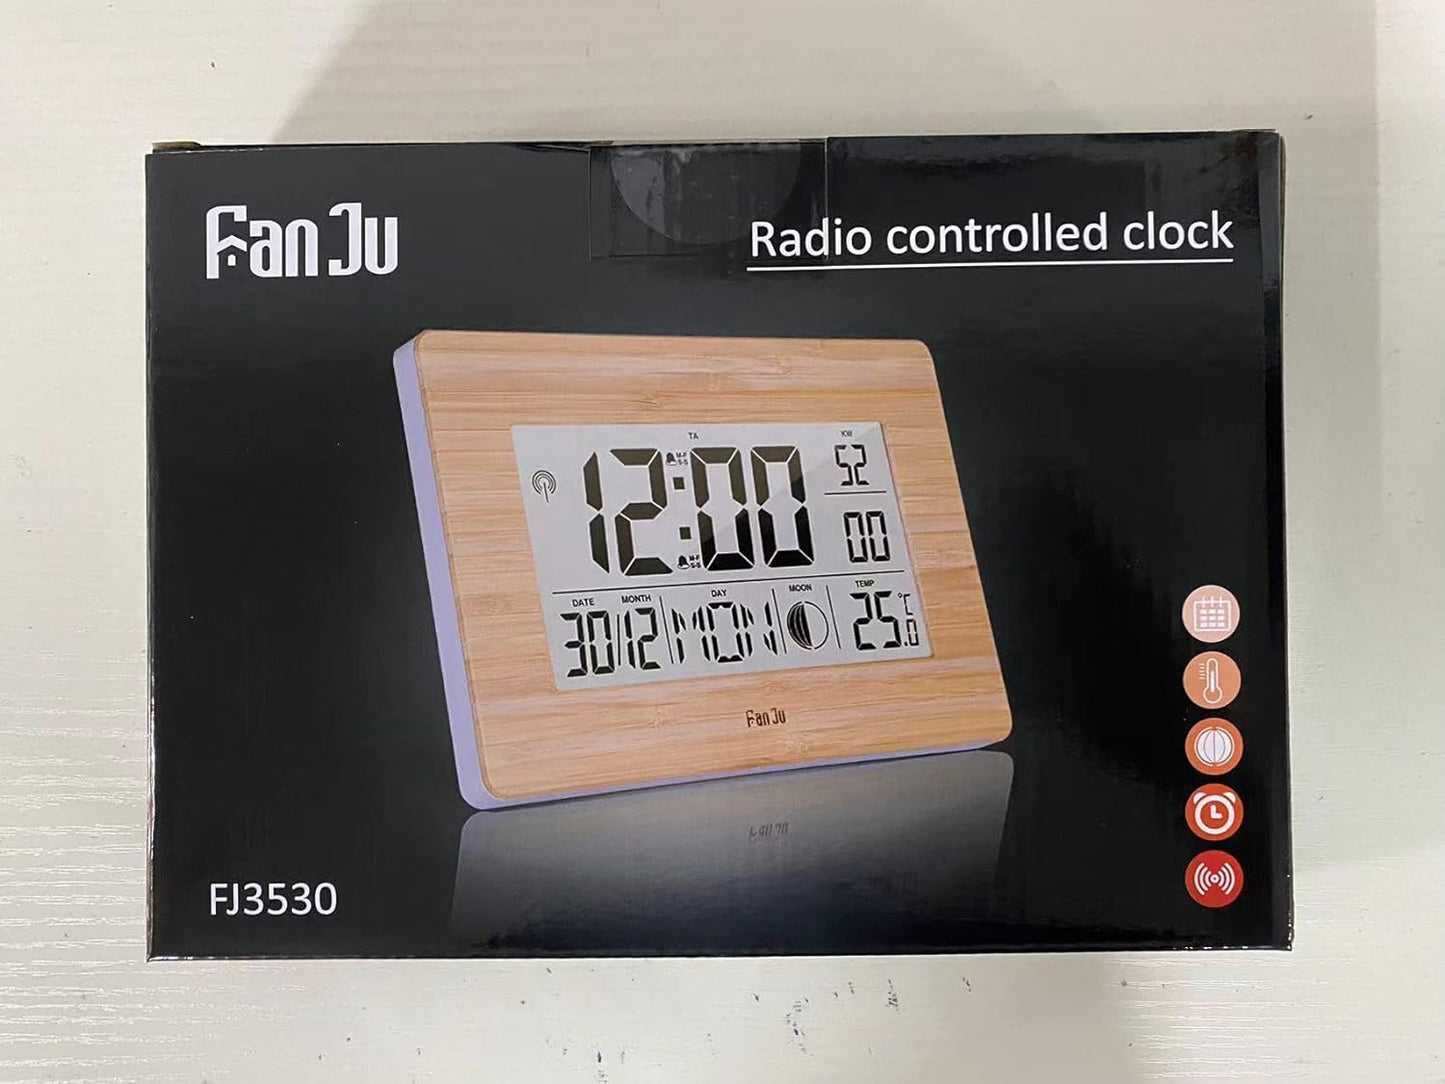 FanJu
Radio controlled clock
TA
KW
12:00
M-F
S-S
M-F
S-S
52
00
DATE
MONTH
DAY
MOON
TEMP
30
12
MON
25.0
°C
FanJu
FJ3530